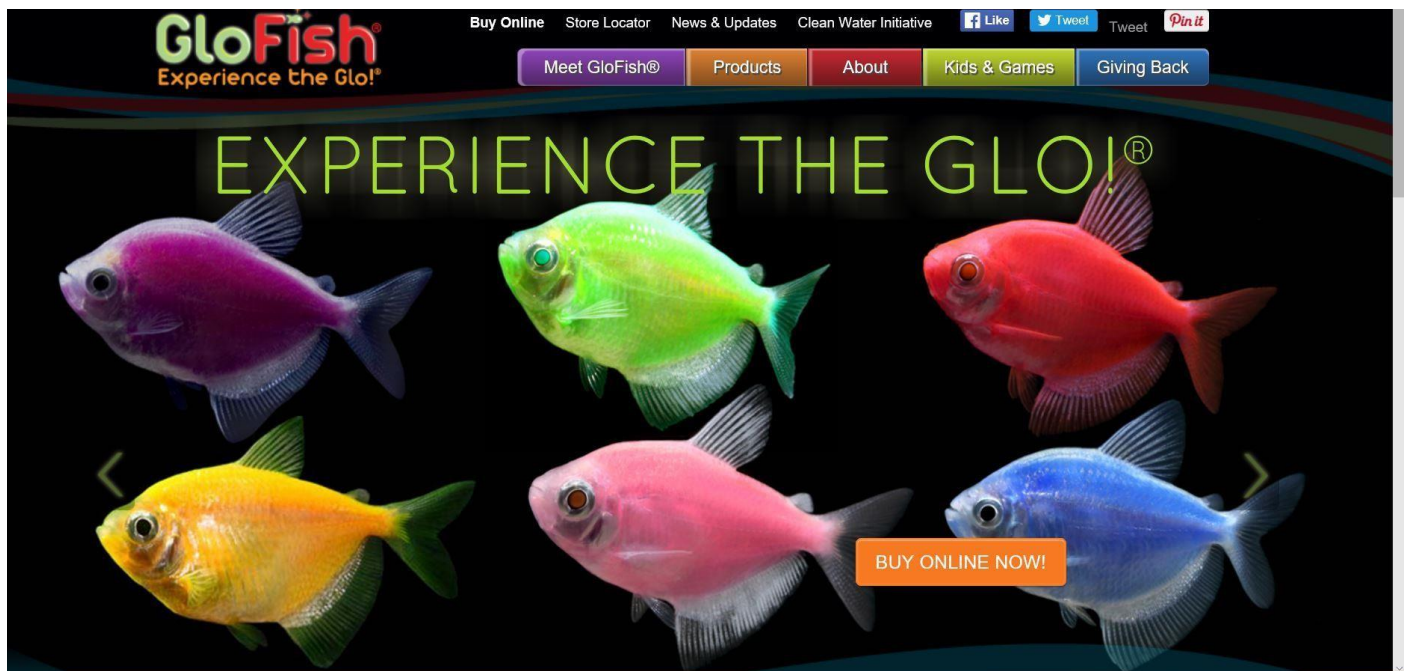 GloFish®
Experience the Glo!®
Buy Online Store Locator News & Updates Clean Water Initiative Like Tweet Tweet Pin it
Meet GloFish® Products About Kids & Games Giving Back
EXPERIENCE THE GLO!®
BUY ONLINE NOW!